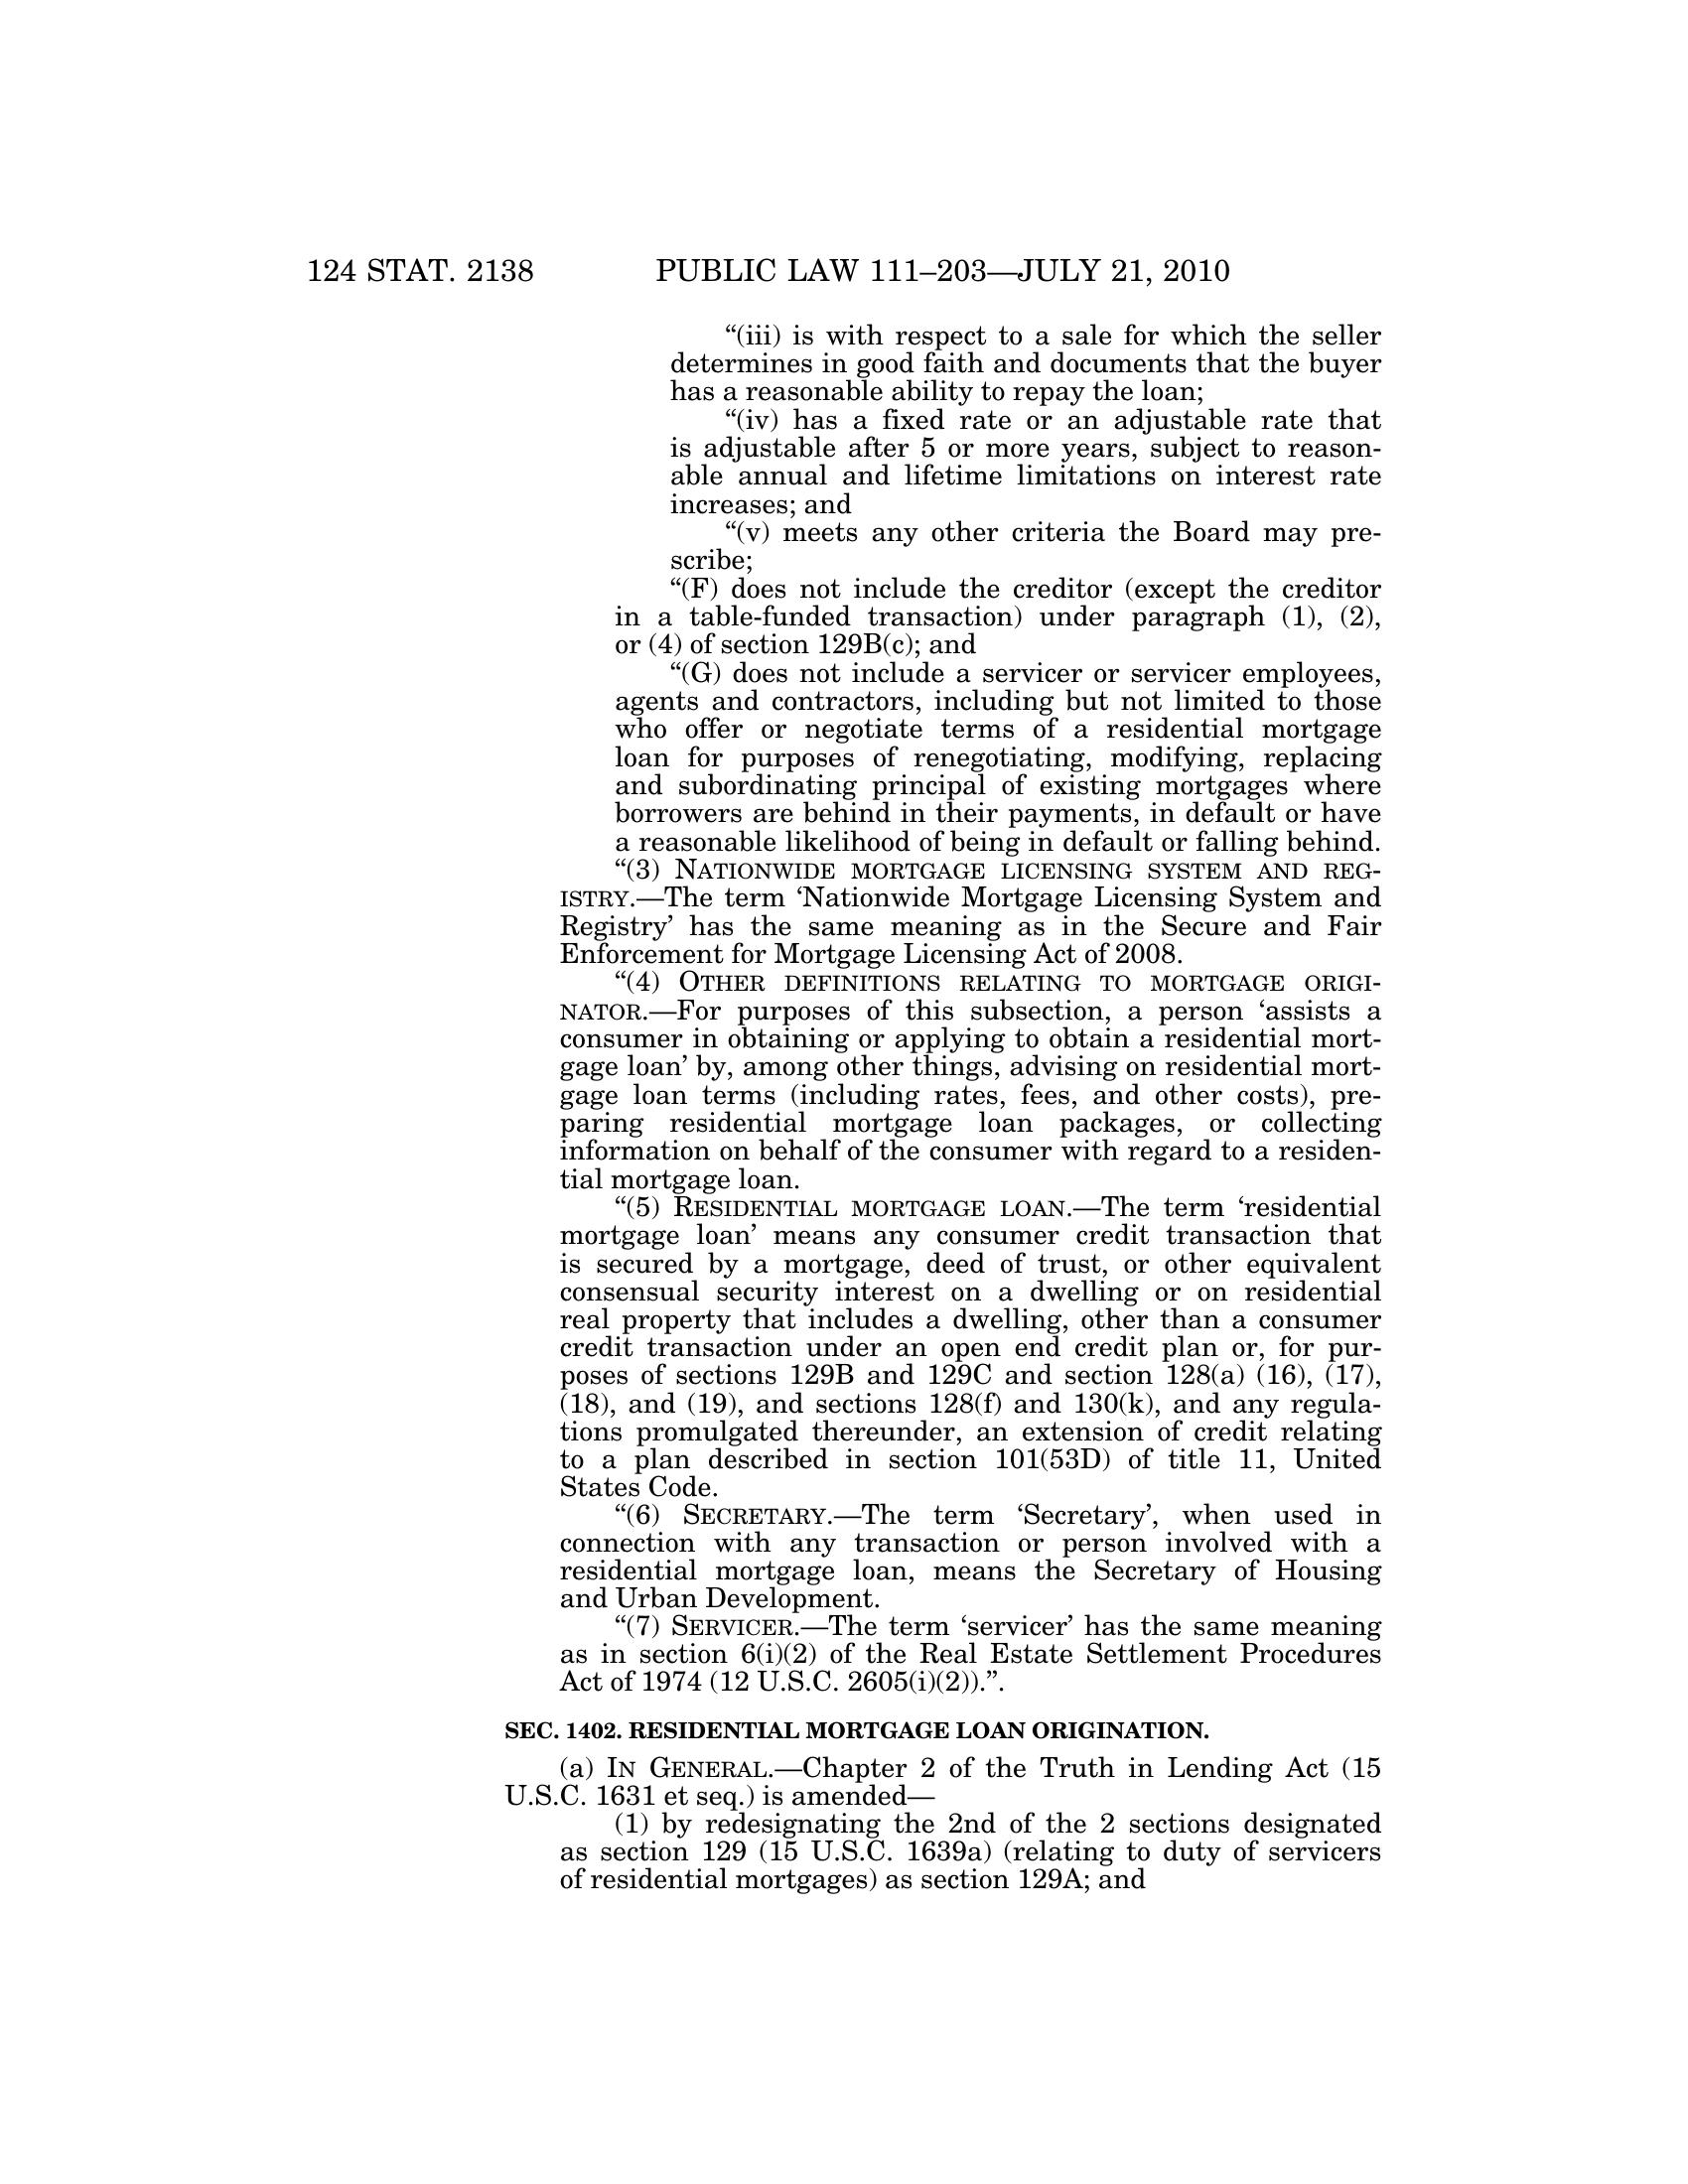 124 STAT. 2138 PUBLIC LAW 111–203—JULY 21, 2010
“(iii) is with respect to a sale for which the seller
determines in good faith and documents that the buyer
has a reasonable ability to repay the loan;
“(iv) has a fixed rate or an adjustable rate that
is adjustable after 5 or more years, subject to reason-
able annual and lifetime limitations on interest rate
increases; and
“(v) meets any other criteria the Board may pre-
scribe;
“(F) does not include the creditor (except the creditor
in a table-funded transaction) under paragraph (1), (2),
or (4) of section 129B(c); and
“(G) does not include a servicer or servicer employees,
agents and contractors, including but not limited to those
who offer or negotiate terms of a residential mortgage
loan for purposes of renegotiating, modifying, replacing
and subordinating principal of existing mortgages where
borrowers are behind in their payments, in default or have
a reasonable likelihood of being in default or falling behind.
“(3) NATIONWIDE MORTGAGE LICENSING SYSTEM AND REG-
ISTRY.—The term ‘Nationwide Mortgage Licensing System and
Registry’ has the same meaning as in the Secure and Fair
Enforcement for Mortgage Licensing Act of 2008.
“(4) OTHER DEFINITIONS RELATING TO MORTGAGE ORIGI-
NATOR.—For purposes of this subsection, a person ‘assists a
consumer in obtaining or applying to obtain a residential mort-
gage loan’ by, among other things, advising on residential mort-
gage loan terms (including rates, fees, and other costs), pre-
paring residential mortgage loan packages, or collecting
information on behalf of the consumer with regard to a residen-
tial mortgage loan.
“(5) RESIDENTIAL MORTGAGE LOAN.—The term ‘residential
mortgage loan’ means any consumer credit transaction that
is secured by a mortgage, deed of trust, or other equivalent
consensual security interest on a dwelling or on residential
real property that includes a dwelling, other than a consumer
credit transaction under an open end credit plan or, for pur-
poses of sections 129B and 129C and section 128(a) (16), (17),
(18), and (19), and sections 128(f) and 130(k), and any regula-
tions promulgated thereunder, an extension of credit relating
to a plan described in section 101(53D) of title 11, United
States Code.
“(6) SECRETARY.—The term ‘Secretary’, when used in
connection with any transaction or person involved with a
residential mortgage loan, means the Secretary of Housing
and Urban Development.
“(7) SERVICER.—The term ‘servicer’ has the same meaning
as in section 6(i)(2) of the Real Estate Settlement Procedures
Act of 1974 (12 U.S.C. 2605(i)(2)).”.
SEC. 1402. RESIDENTIAL MORTGAGE LOAN ORIGINATION.
(a) IN GENERAL.—Chapter 2 of the Truth in Lending Act (15
U.S.C. 1631 et seq.) is amended—
(1) by redesignating the 2nd of the 2 sections designated
as section 129 (15 U.S.C. 1639a) (relating to duty of servicers
of residential mortgages) as section 129A; and